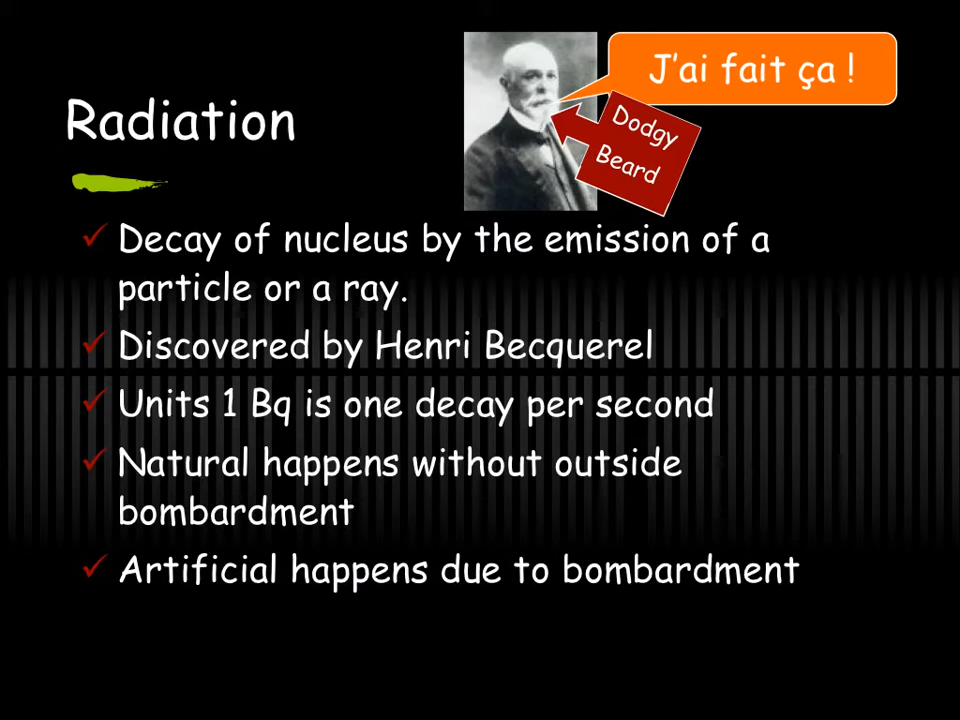 J’ai fait ça !
Radiation
Dodgy
Beard
Decay of nucleus by the emission of a
particle or a ray.
Discovered by Henri Becquerel
Units 1 Bq is one decay per second
Natural happens without outside
bombardment
Artificial happens due to bombardment